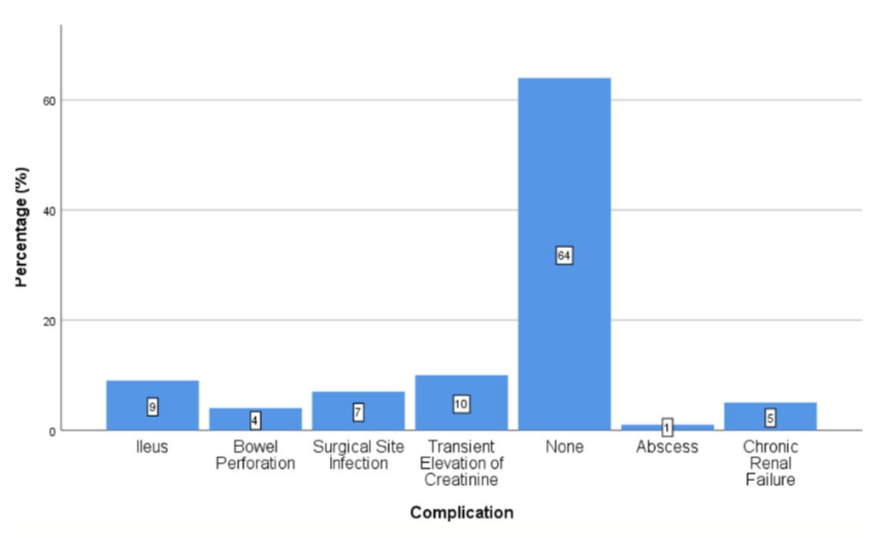 Percentage (%)
60
40
20
0
9
4
7
10
64
1
5
Ileus
Bowel
Perforation
Surgical Site
Infection
Transient
Elevation of
Creatinine
None
Abscess
Chronic
Renal
Failure
Complication